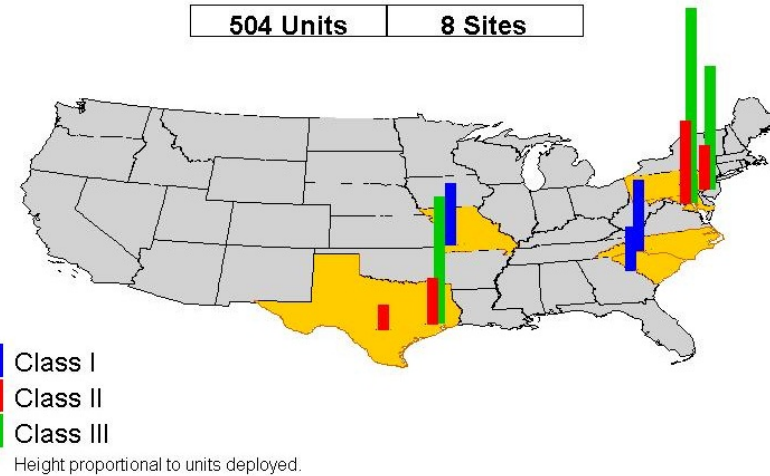 504 Units 8 Sites
Class I
Class II
Class III
Height proportional to units deployed.